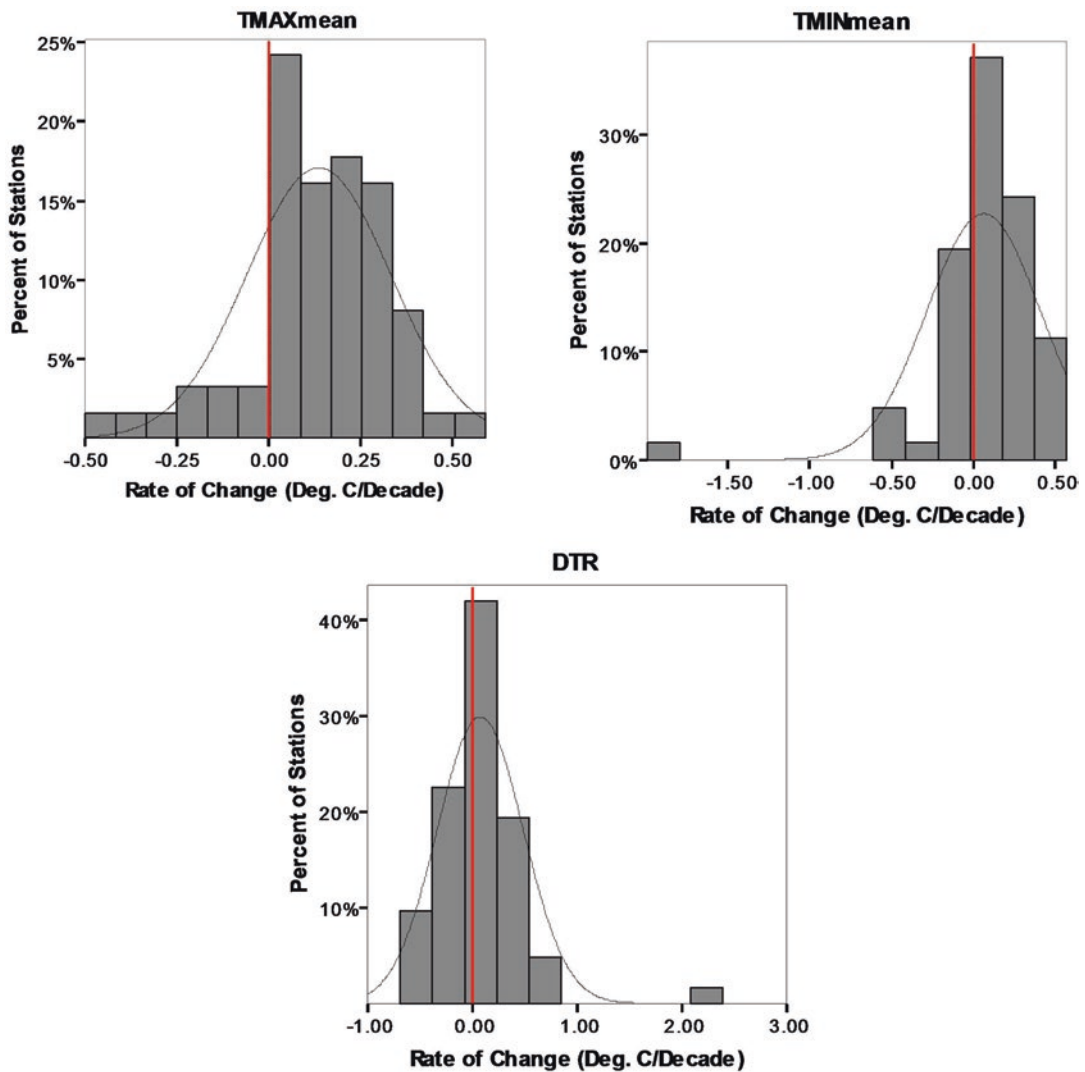 TMAXmean
25%
20%
15%
10%
5%
Percent of Stations
-0.50 -0.25 0.00 0.25 0.50
Rate of Change (Deg. C/Decade)
TMINmean
30%
20%
10%
0%
Percent of Stations
-1.50 -1.00 -0.50 0.00 0.50
Rate of Change (Deg. C/Decade)
DTR
40%
30%
20%
10%
Percent of Stations
-1.00 0.00 1.00 2.00 3.00
Rate of Change (Deg. C/Decade)